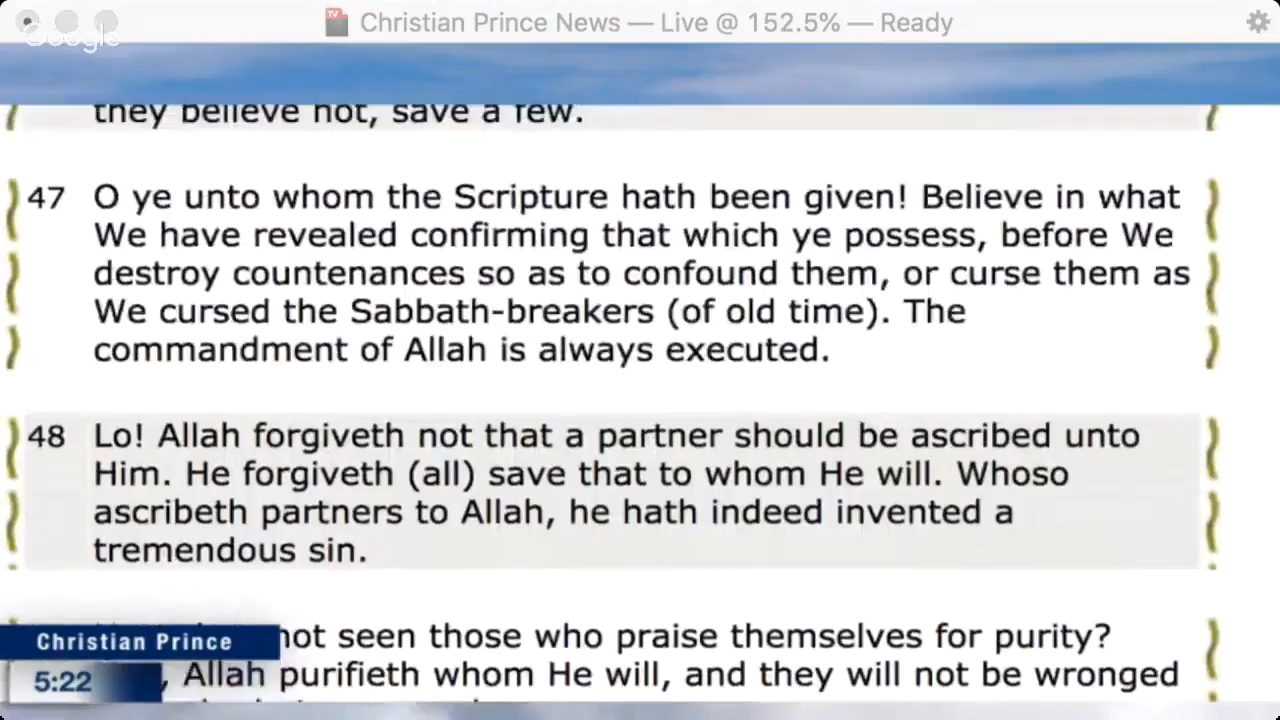 Christian Prince News — Live @ 152.5% — Ready
Google
they believe not, save a few.
47 O ye unto whom the Scripture hath been given! Believe in what
We have revealed confirming that which ye possess, before We
destroy countenances so as to confound them, or curse them as
We cursed the Sabbath-breakers (of old time). The
commandment of Allah is always executed.
48 Lo! Allah forgiveth not that a partner should be ascribed unto
Him. He forgiveth (all) save that to whom He will. Whoso
ascribeth partners to Allah, he hath indeed invented a
tremendous sin.
not seen those who praise themselves for purity?
, Allah purifieth whom He will, and they will not be wronged
Christian Prince
5:22